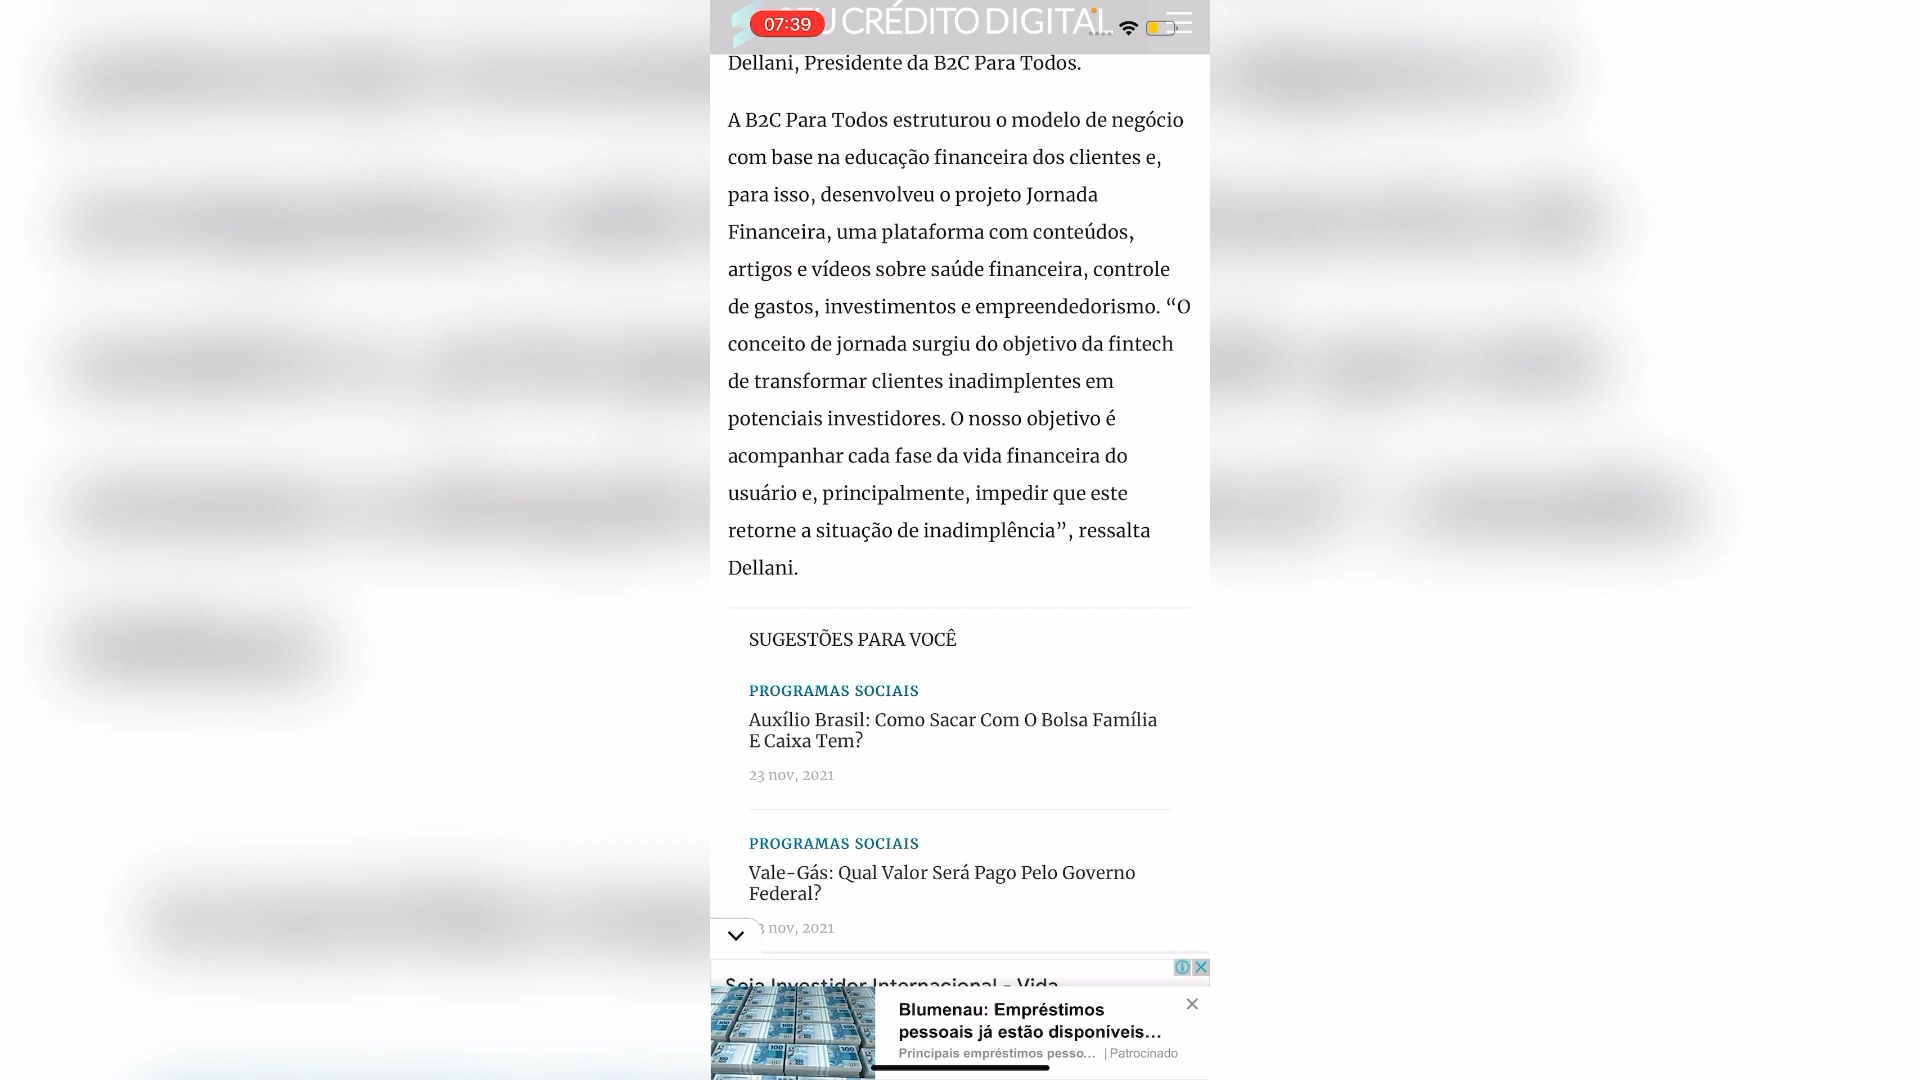 07:39
U CRÉDITO DIGITAL
Dellani, Presidente da B2C Para Todos.
A B2C Para Todos estruturou o modelo de negócio
com base na educação financeira dos clientes e,
para isso, desenvolveu o projeto Jornada
Financeira, uma plataforma com conteúdos,
artigos e vídeos sobre saúde financeira, controle
de gastos, investimentos e empreendedorismo. “O
conceito de jornada surgiu do objetivo da fintech
de transformar clientes inadimplentes em
potenciais investidores. O nosso objetivo é
acompanhar cada fase da vida financeira do
usuário e, principalmente, impedir que este
retorne a situação de inadimplência”, ressalta
Dellani.
SUGESTÕES PARA VOCÊ
PROGRAMAS SOCIAIS
Auxílio Brasil: Como Sacar Com O Bolsa Família
E Caixa Tem?
23 nov, 2021
PROGRAMAS SOCIAIS
Vale-Gás: Qual Valor Será Pago Pelo Governo
Federal?
3 nov, 2021
Seja Investidor Internacional - Vida
Blumenau: Empréstimos
pessoais já estão disponíveis...
Principais empréstimos pesso... | Patrocinado